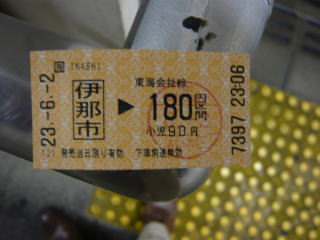 INASHI
23.-6.-2
伊那市
東海会社線
▶ 180円区間
小児90円
発売当日限り有効 下車前途無効
7397 23-08